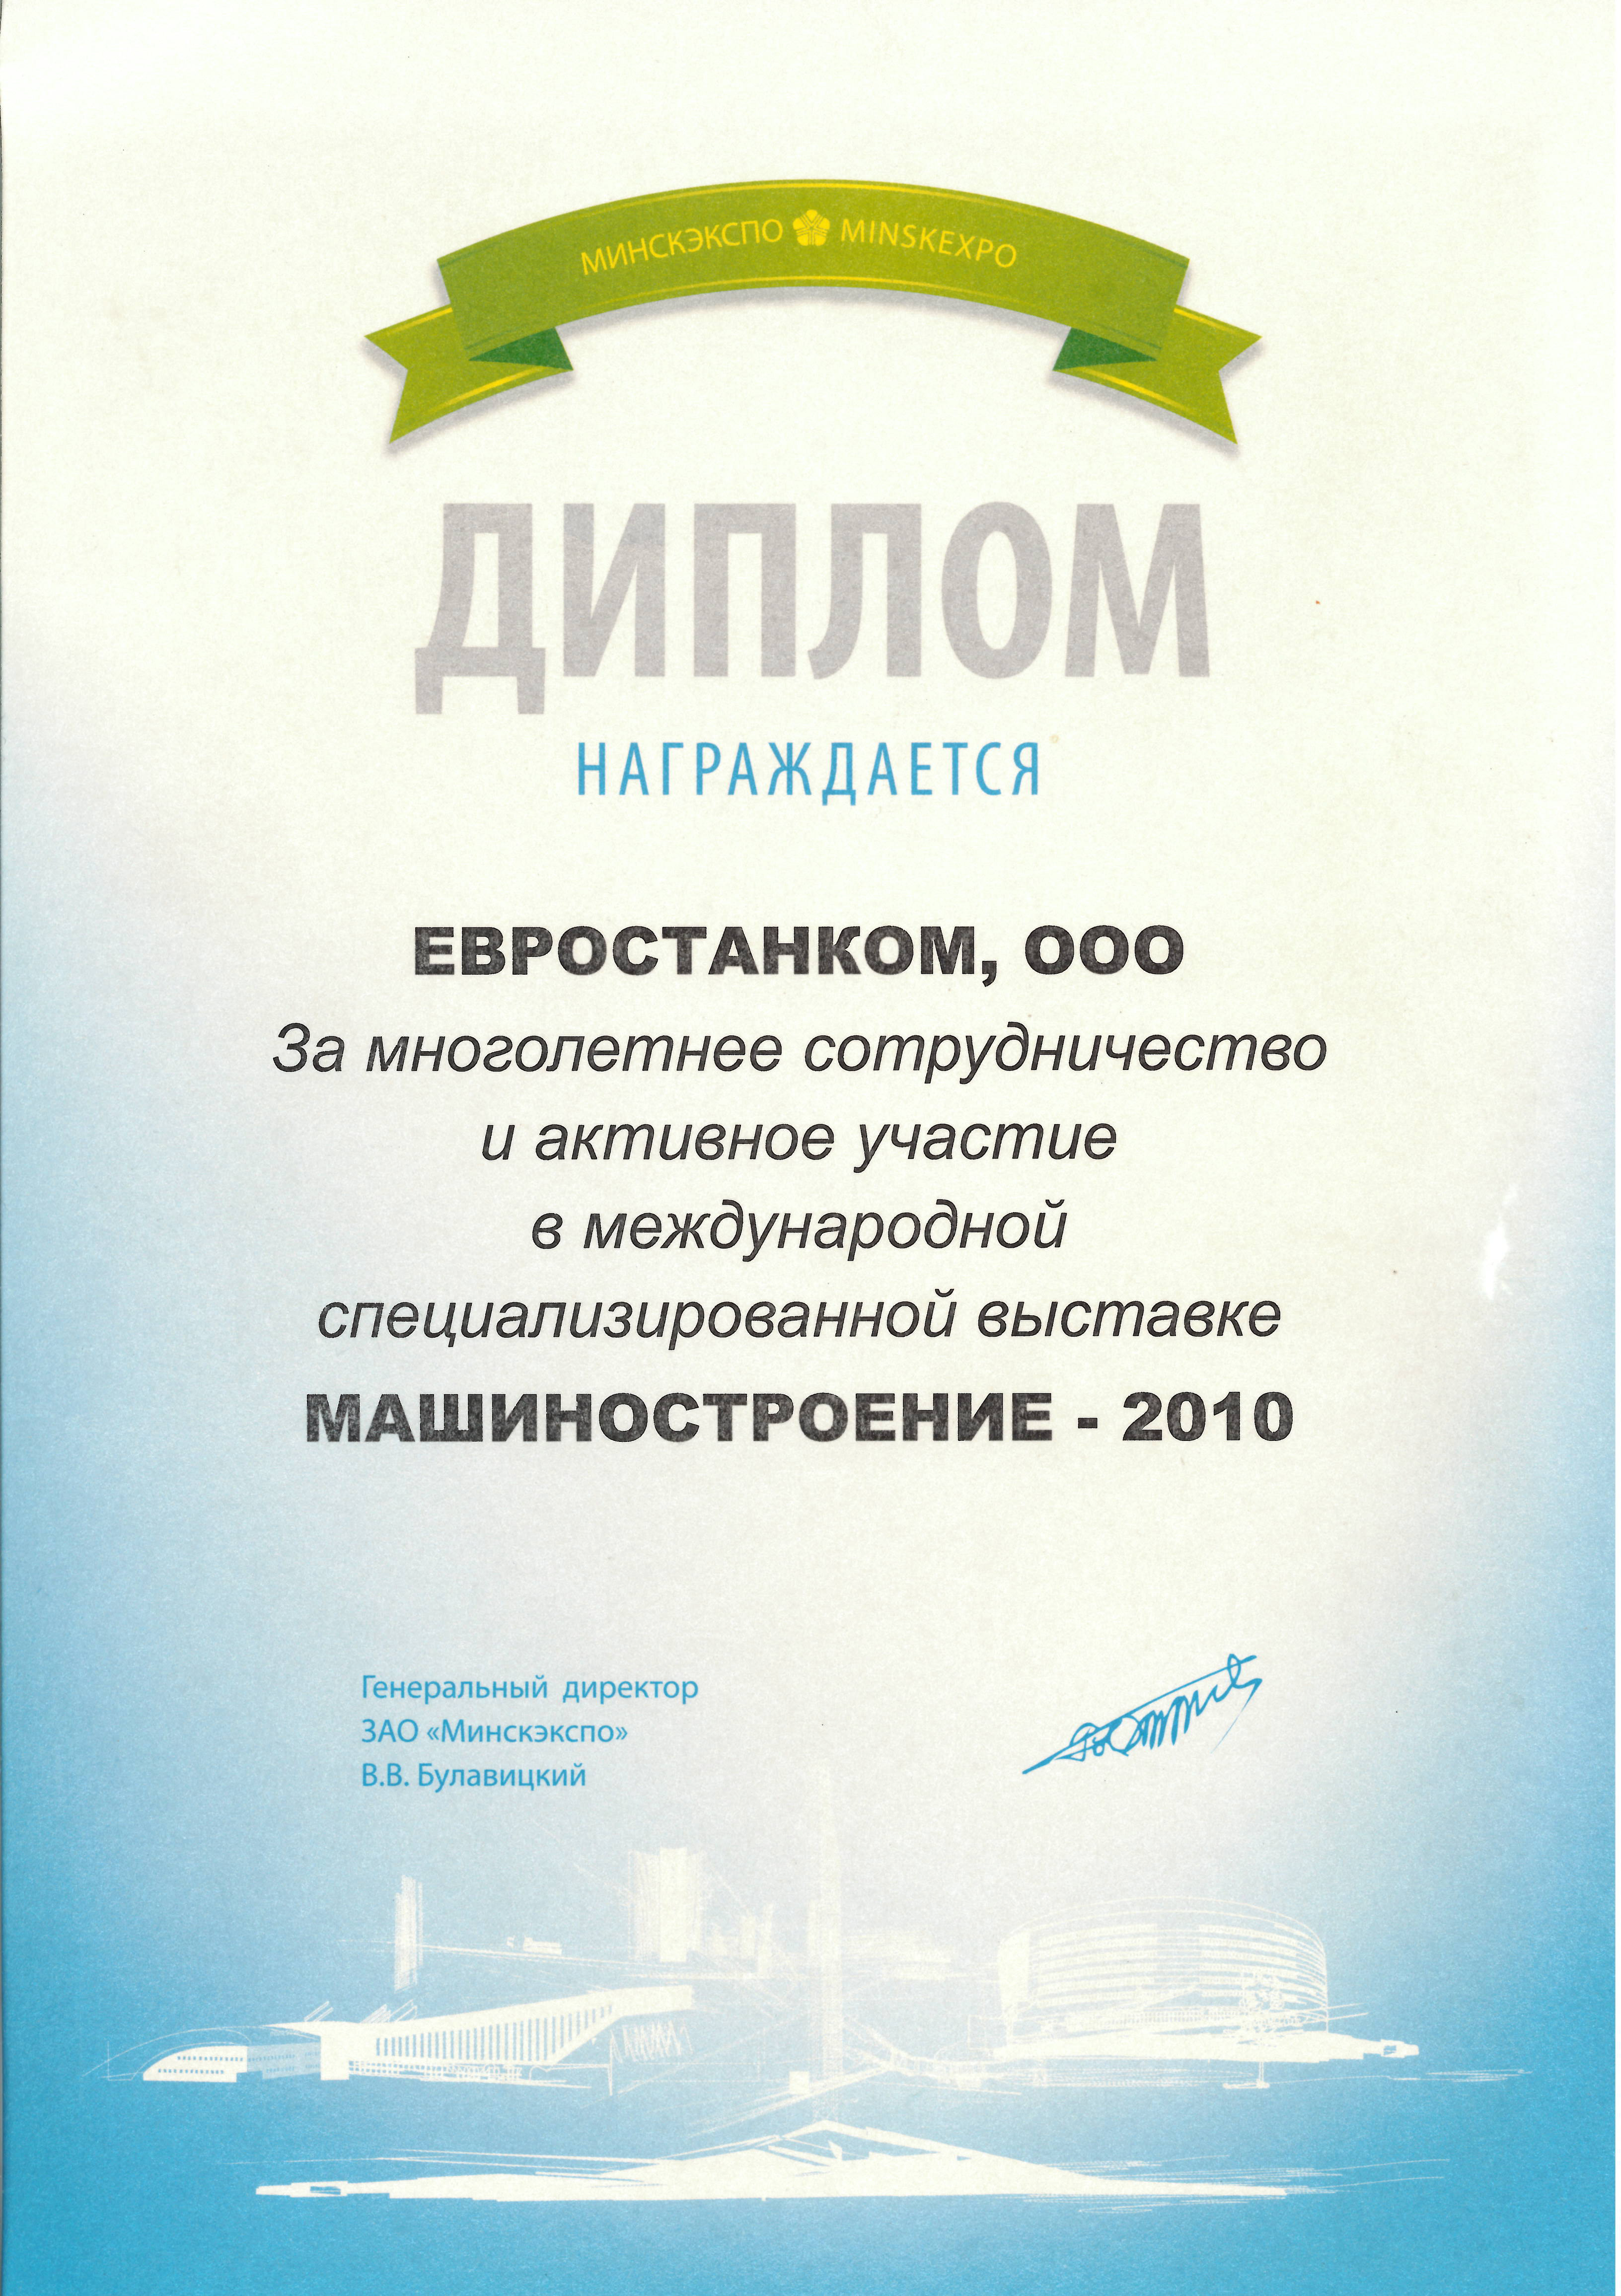 МИНСКЭКСПО MINSKEXPO
ДИПЛОМ
НАГРАЖДАЕТСЯ
ЕВРОСТАНКОМ, ООО
За многолетнее сотрудничество
и активное участие
в международной
специализированной выставке
МАШИНОСТРОЕНИЕ - 2010
Генеральный директор
ЗАО «Минскэкспо»
В.В. Булавицкий